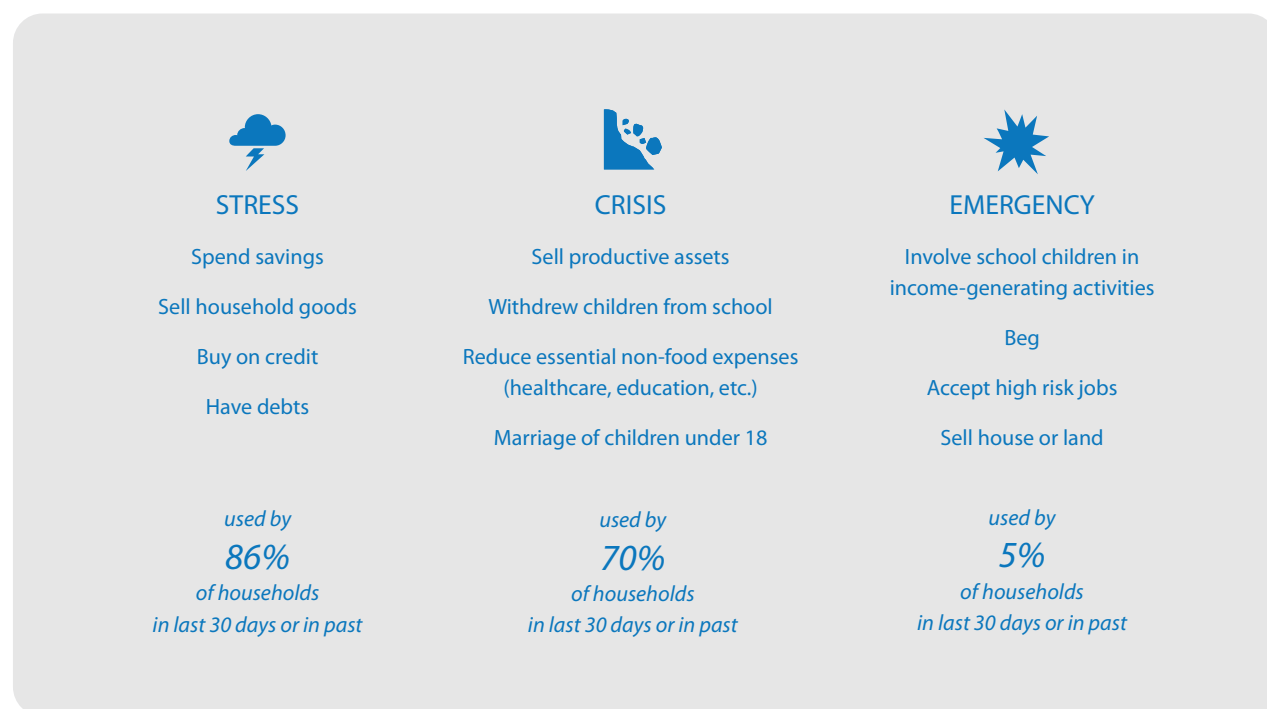 STRESS
Spend savings
Sell household goods
Buy on credit
Have debts
used by
86%
of households
in last 30 days or in past
CRISIS
Sell productive assets
Withdrew children from school
Reduce essential non-food expenses
(healthcare, education, etc.)
Marriage of children under 18
used by
70%
of households
in last 30 days or in past
EMERGENCY
Involve school children in
income-generating activities
Beg
Accept high risk jobs
Sell house or land
used by
5%
of households
in last 30 days or in past